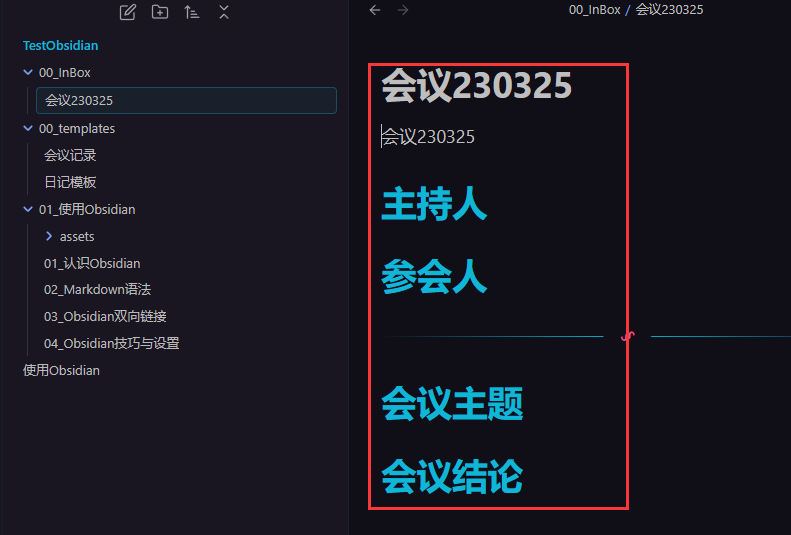 TestObsidian
00_InBox
会议230325
00_templates
会议记录
日记模板
01_使用Obsidian
assets
01_认识Obsidian
02_Markdown语法
03_Obsidian双向链接
04_Obsidian技巧与设置
使用Obsidian
00_InBox / 会议230325
会议230325
会议230325
主持人
参会人
会议主题
会议结论